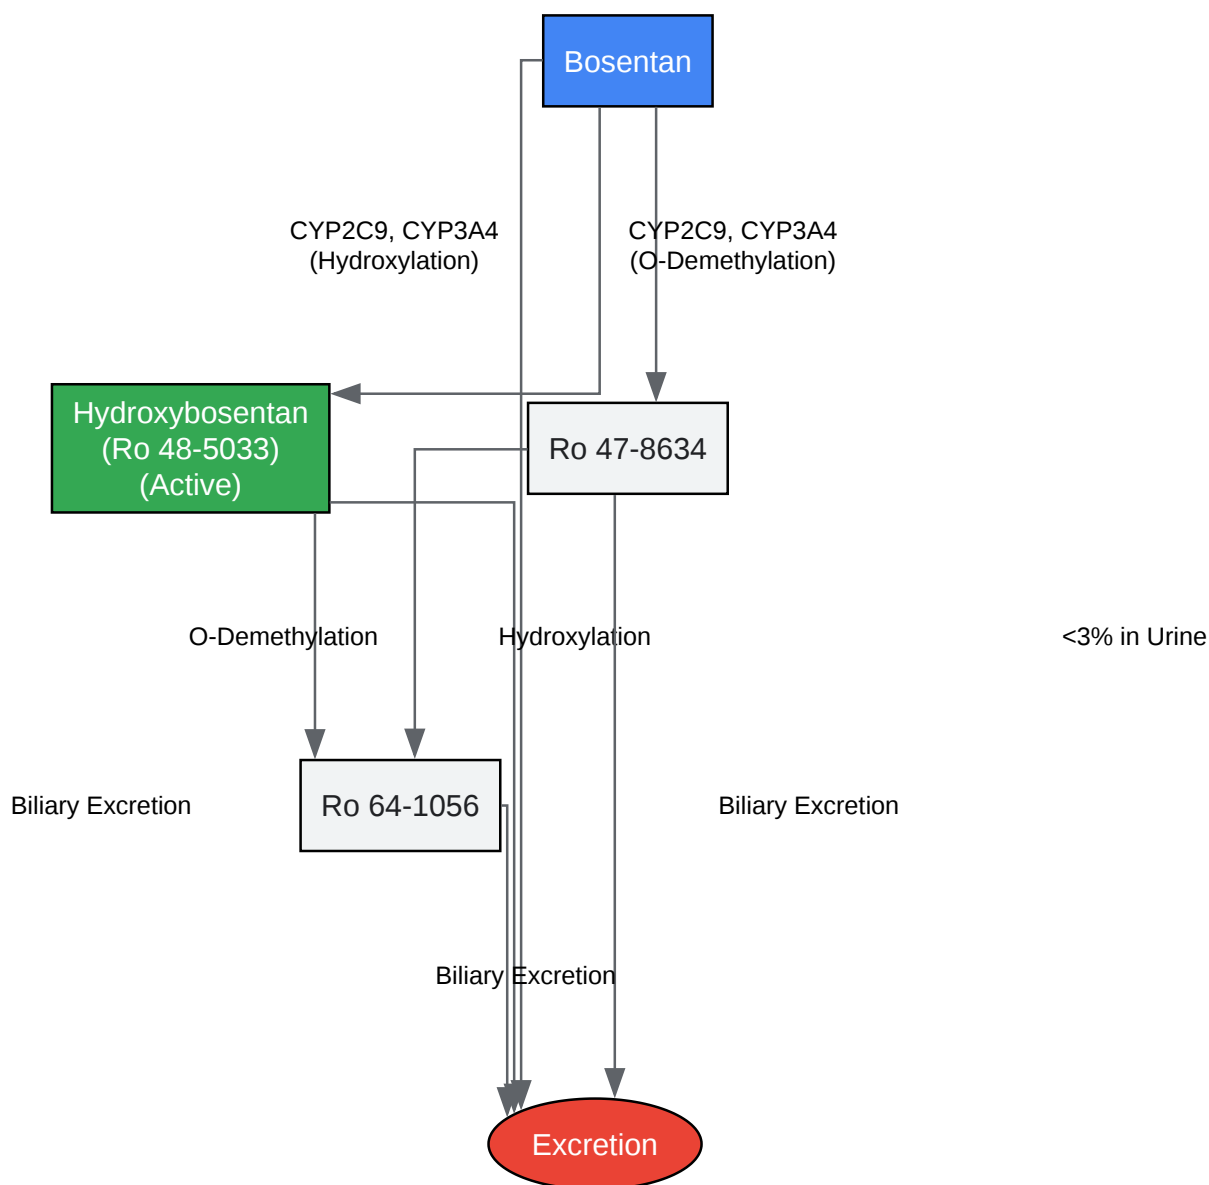 Bosentan
CYP2C9, CYP3A4
(Hydroxylation)
CYP2C9, CYP3A4
(O-Demethylation)
Hydroxybosentan
(Ro 48-5033)
(Active)
Ro 47-8634
O-Demethylation
Hydroxylation
<3% in Urine
Biliary Excretion
Ro 64-1056
Biliary Excretion
Biliary Excretion
Excretion